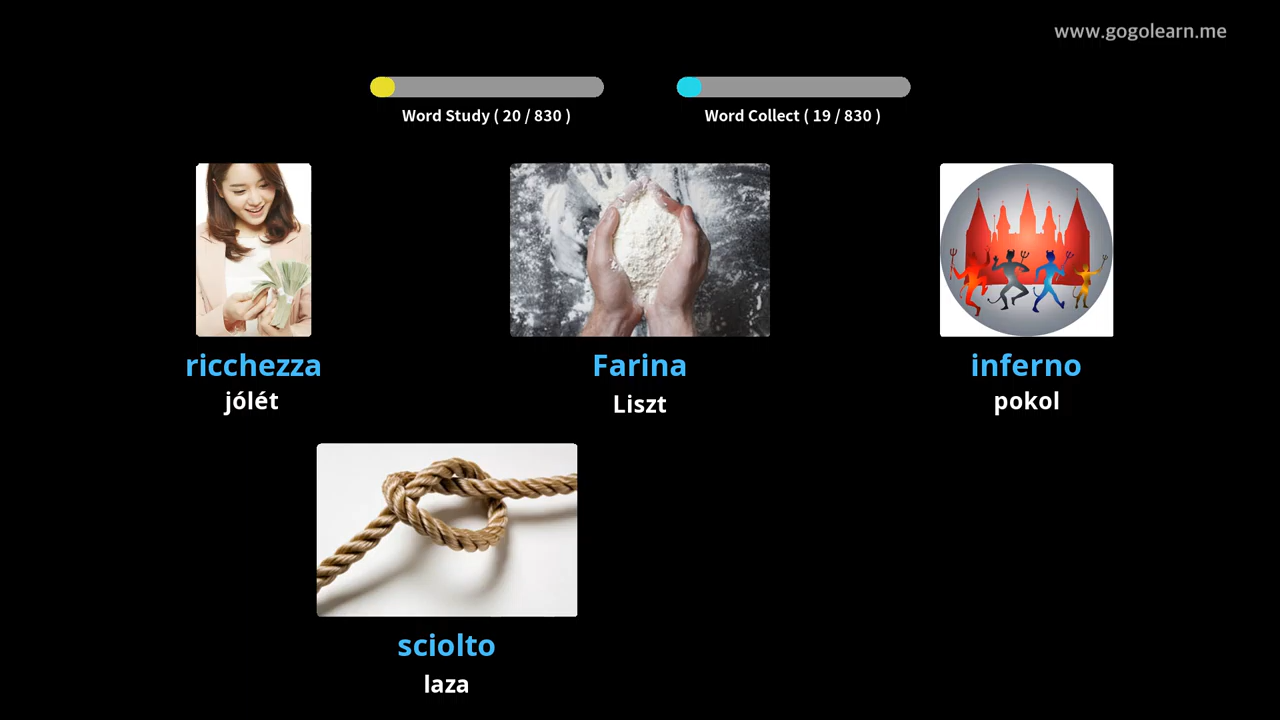 www.gogolearn.me
Word Study ( 20 / 830 )
Word Collect ( 19 / 830 )
ricchezza
jólét
Farina
Liszt
inferno
pokol
sciolto
laza